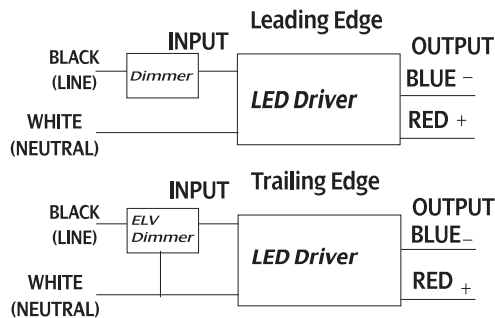 Leading Edge
INPUT
OUTPUT
BLACK
(LINE)
Dimmer
LED Driver
BLUE −
WHITE
(NEUTRAL)
RED +
Trailing Edge
INPUT
OUTPUT
BLACK
(LINE)
ELV
Dimmer
LED Driver
BLUE −
WHITE
(NEUTRAL)
RED +